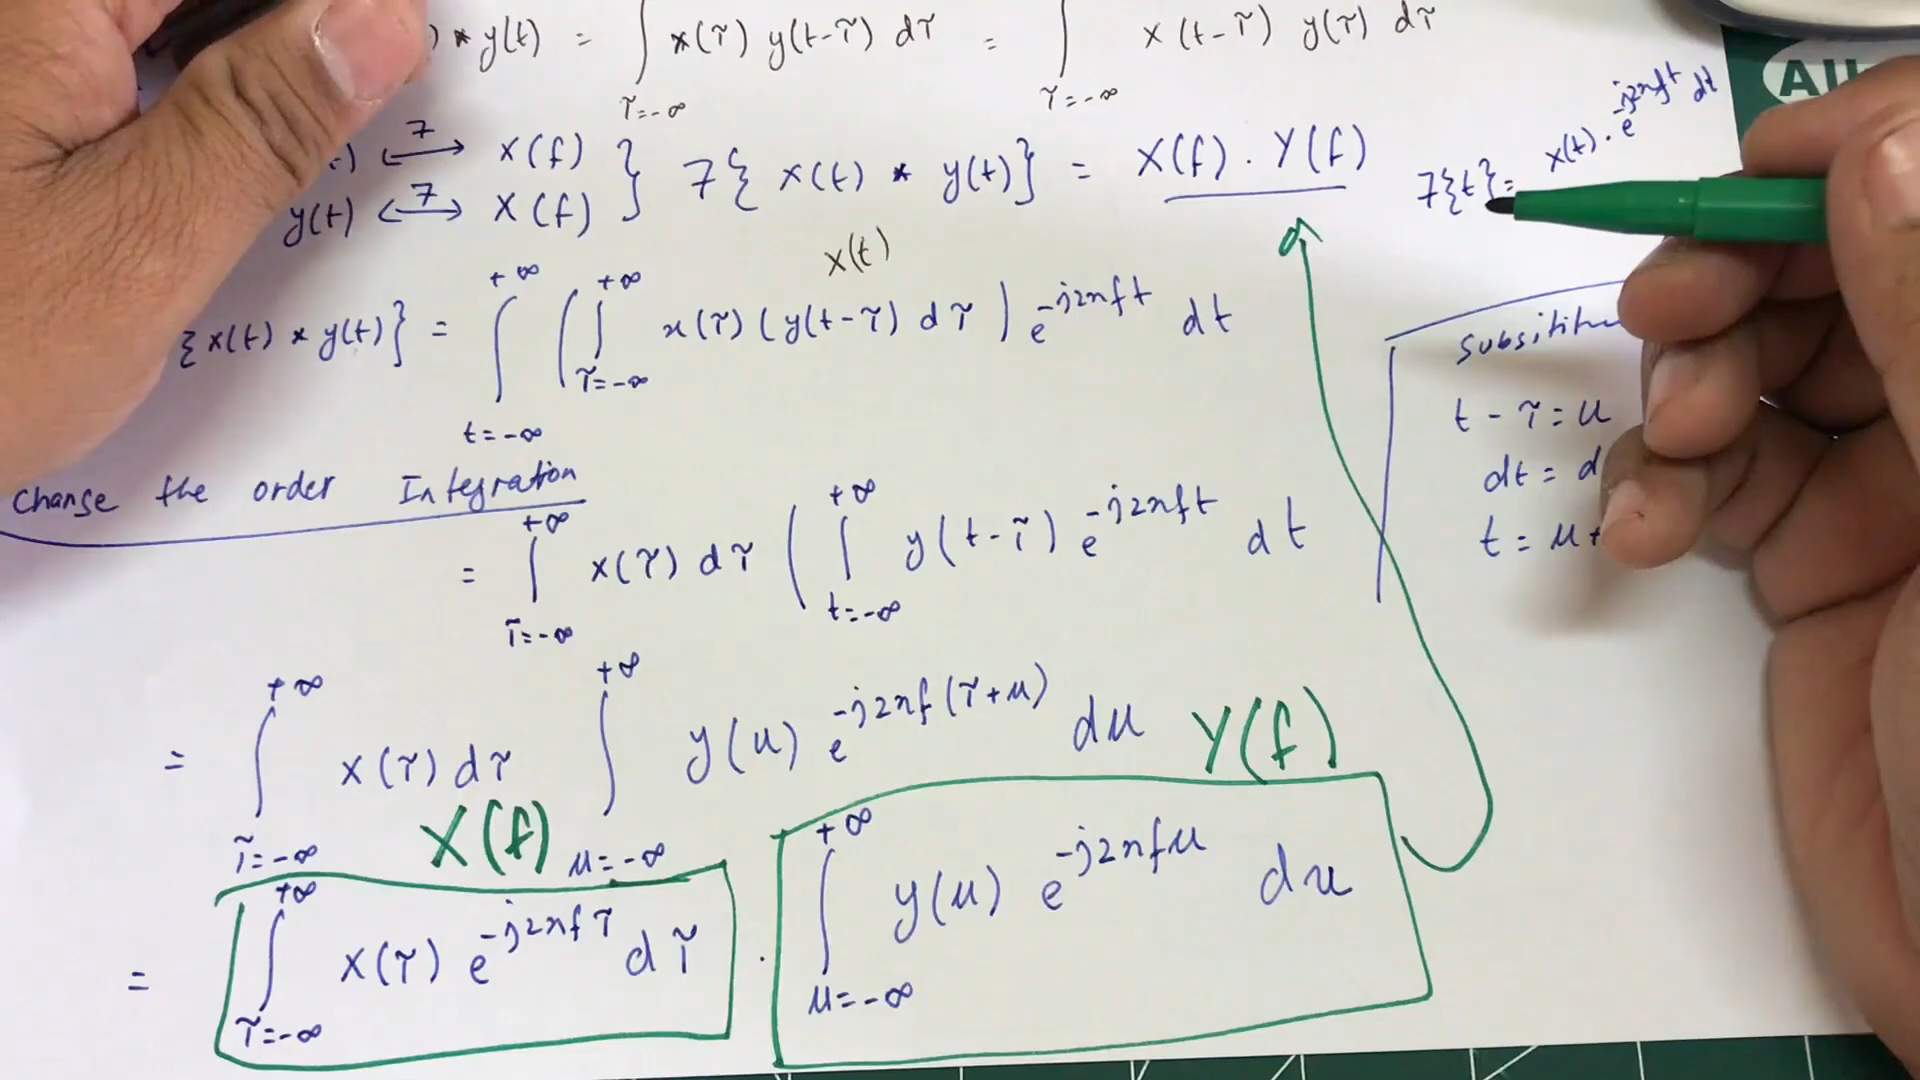 ) * y(t) = ∫ x(τ) y(t-τ) dτ = ∫ x(t-τ) y(τ) dτ
τ=-∞ τ=-∞
t) ⟷ X(f)
y(t) ⟷ X(f)
F{ x(t) * y(t)} = X(f) . Y(f)
F{t}= x(t) . e^-j2πft dt
All
x(t)
{x(t) * y(t)} = ∫ t=-∞ +∞ ( ∫ τ=-∞ +∞ x(τ) (y(t-τ) dτ ) e^-j2πft dt
t - τ = u
dt = d
t = u+
Change the order Integration
= ∫ τ=-∞ +∞ x(τ) dτ ( ∫ t=-∞ +∞ y(t-τ) e^-j2πft dt
= ∫ τ=-∞ +∞ x(τ) dτ ∫ u=-∞ +∞ y(u) e^-j2πf(τ+u) du
X(f) Y(f)
= ∫ τ=-∞ +∞ x(τ) e^-j2πfτ dτ . ∫ u=-∞ +∞ y(u) e^-j2πfu du